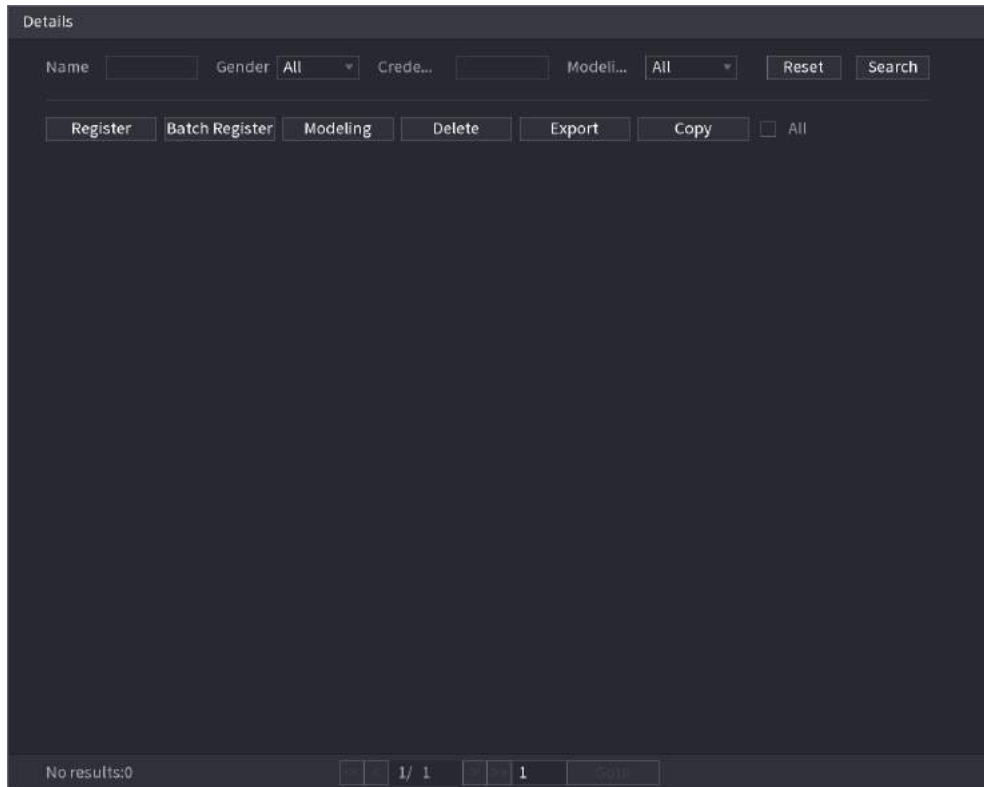 Details
Name Gender All Crede... Modeli... All Reset Search
Register Batch Register Modeling Delete Export Copy All
No results:0 1/ 1 1 Goto